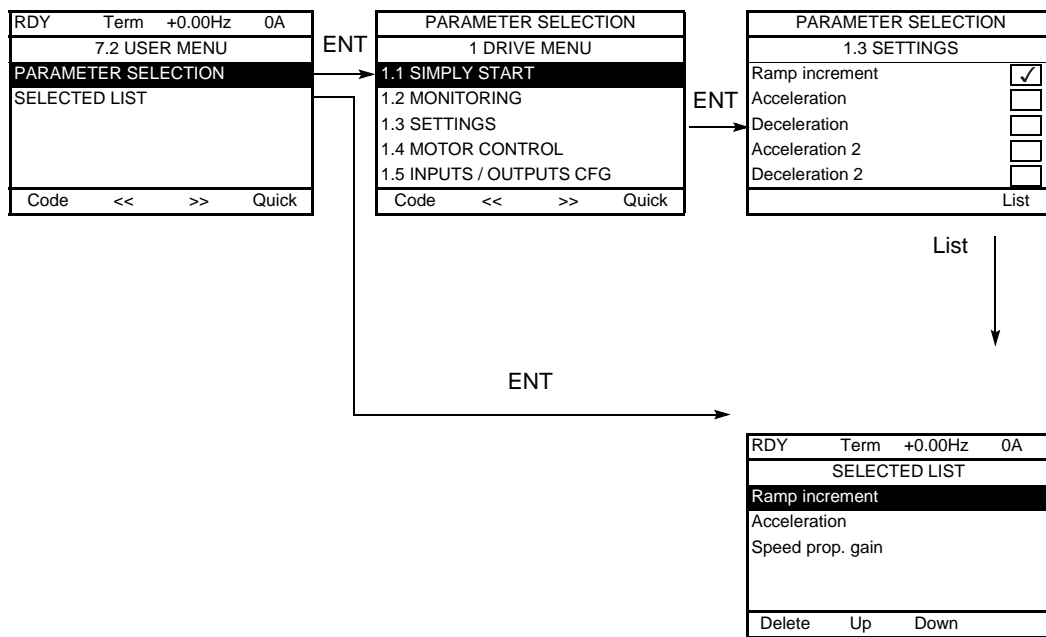 RDY Term +0.00Hz 0A
7.2 USER MENU
PARAMETER SELECTION
SELECTED LIST
Code << >> Quick
ENT
PARAMETER SELECTION
1 DRIVE MENU
1.1 SIMPLY START
1.2 MONITORING
1.3 SETTINGS
1.4 MOTOR CONTROL
1.5 INPUTS / OUTPUTS CFG
Code << >> Quick
ENT
PARAMETER SELECTION
1.3 SETTINGS
Ramp increment ✓
Acceleration
Deceleration
Acceleration 2
Deceleration 2
List
List
ENT
RDY Term +0.00Hz 0A
SELECTED LIST
Ramp increment
Acceleration
Speed prop. gain
Delete Up Down